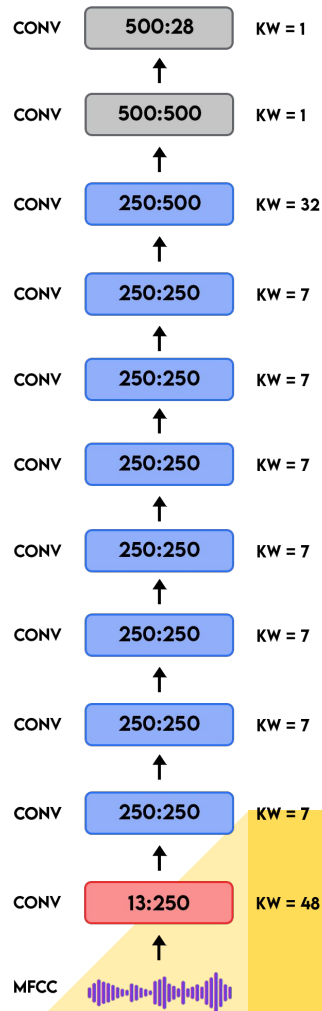 CONV 500:28 KW = 1
CONV 500:500 KW = 1
CONV 250:500 KW = 32
CONV 250:250 KW = 7
CONV 250:250 KW = 7
CONV 250:250 KW = 7
CONV 250:250 KW = 7
CONV 250:250 KW = 7
CONV 250:250 KW = 7
CONV 250:250 KW = 7
CONV 13:250 KW = 48
MFCC